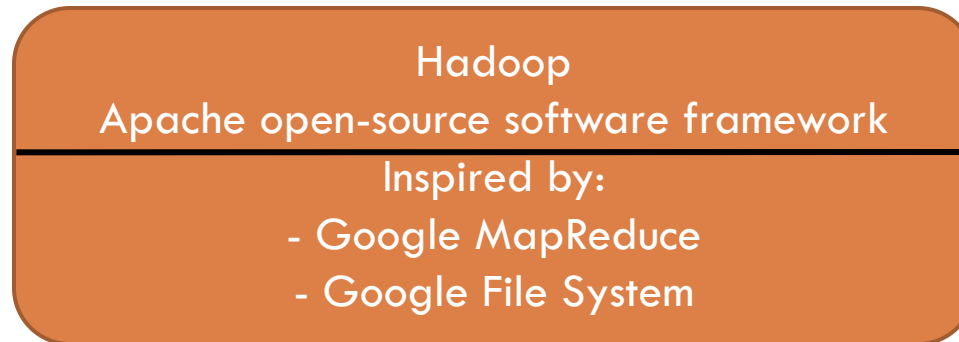 Hadoop
Apache open-source software framework
Inspired by:
- Google MapReduce
- Google File System